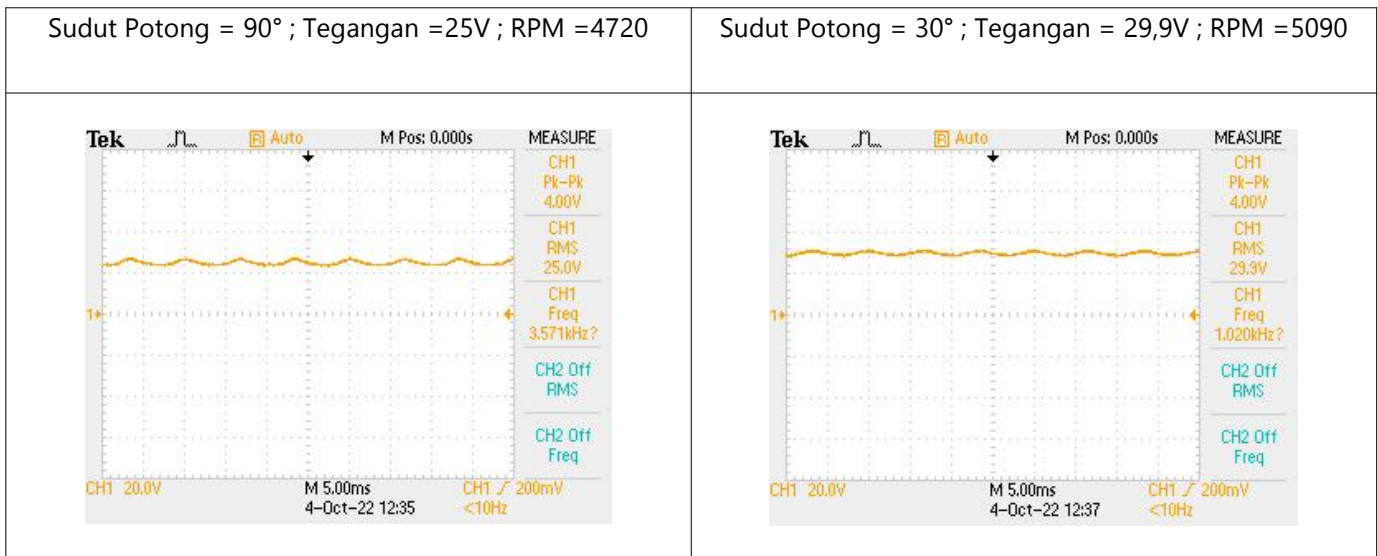 Sudut Potong = 90° ; Tegangan =25V ; RPM =4720
Sudut Potong = 30° ; Tegangan = 29,9V ; RPM =5090
Tek R Auto M Pos: 0.000s MEASURE
CH1
Pk-Pk
4.00V
CH1
RMS
25.0V
CH1
Freq
3.571kHz?
CH2 Off
RMS
CH2 Off
Freq
1
CH1 20.0V M 5.00ms CH1 200mV
4-Oct-22 12:35 <10Hz
Tek R Auto M Pos: 0.000s MEASURE
CH1
Pk-Pk
4.00V
CH1
RMS
29.9V
CH1
Freq
1.020kHz?
CH2 Off
RMS
CH2 Off
Freq
1
CH1 20.0V M 5.00ms CH1 200mV
4-Oct-22 12:37 <10Hz